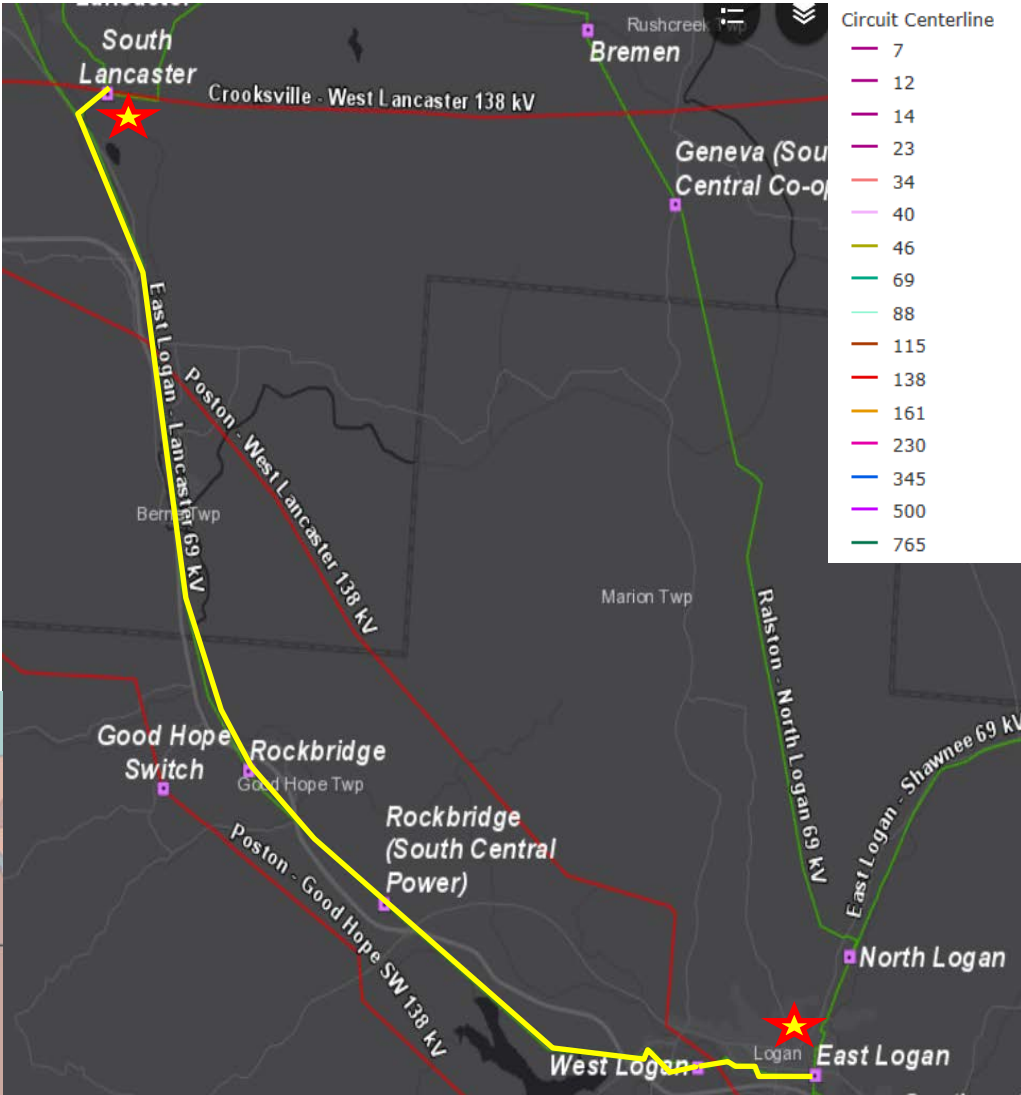 Lancaster
South
Lancaster
Crooksville - West Lancaster 138 kV
Rushcreek Twp
Bremen
Geneva (Sou
Central Co-op
East Logan - Lancaster 69 kV
Poston - West Lancaster 138 kV
Berne Twp
Marion Twp
Ralston - North Logan 69 kV
East Logan - Shawnee 69 kV
Good Hope
Switch
Rockbridge
Good Hope Twp
Rockbridge
(South Central
Power)
Poston - Good Hope SW 138 kV
North Logan
West Logan
Logan
East Logan
Circuit Centerline
7
12
14
23
34
40
46
69
88
115
138
161
230
345
500
765